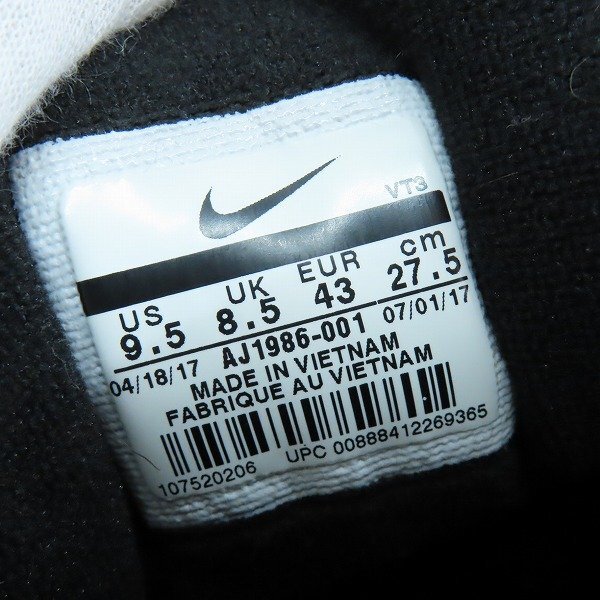 VT3
US UK EUR cm
9.5 8.5 43 27.5
04/18/17 AJ1986-001 07/01/17
MADE IN VIETNAM
FABRIQUE AU VIETNAM
107520206 UPC 00888412269365